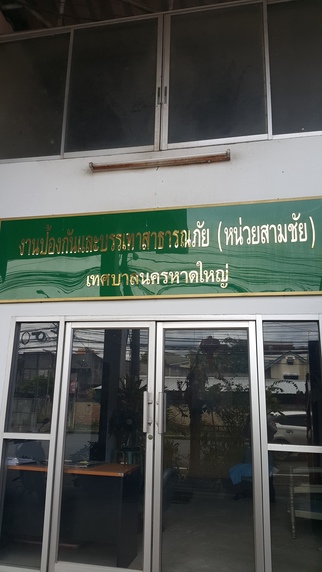 งานป้องกันและบรรเทาสาธารณภัย (หน่วยสามชัย)
เทศบาลนครหาดใหญ่